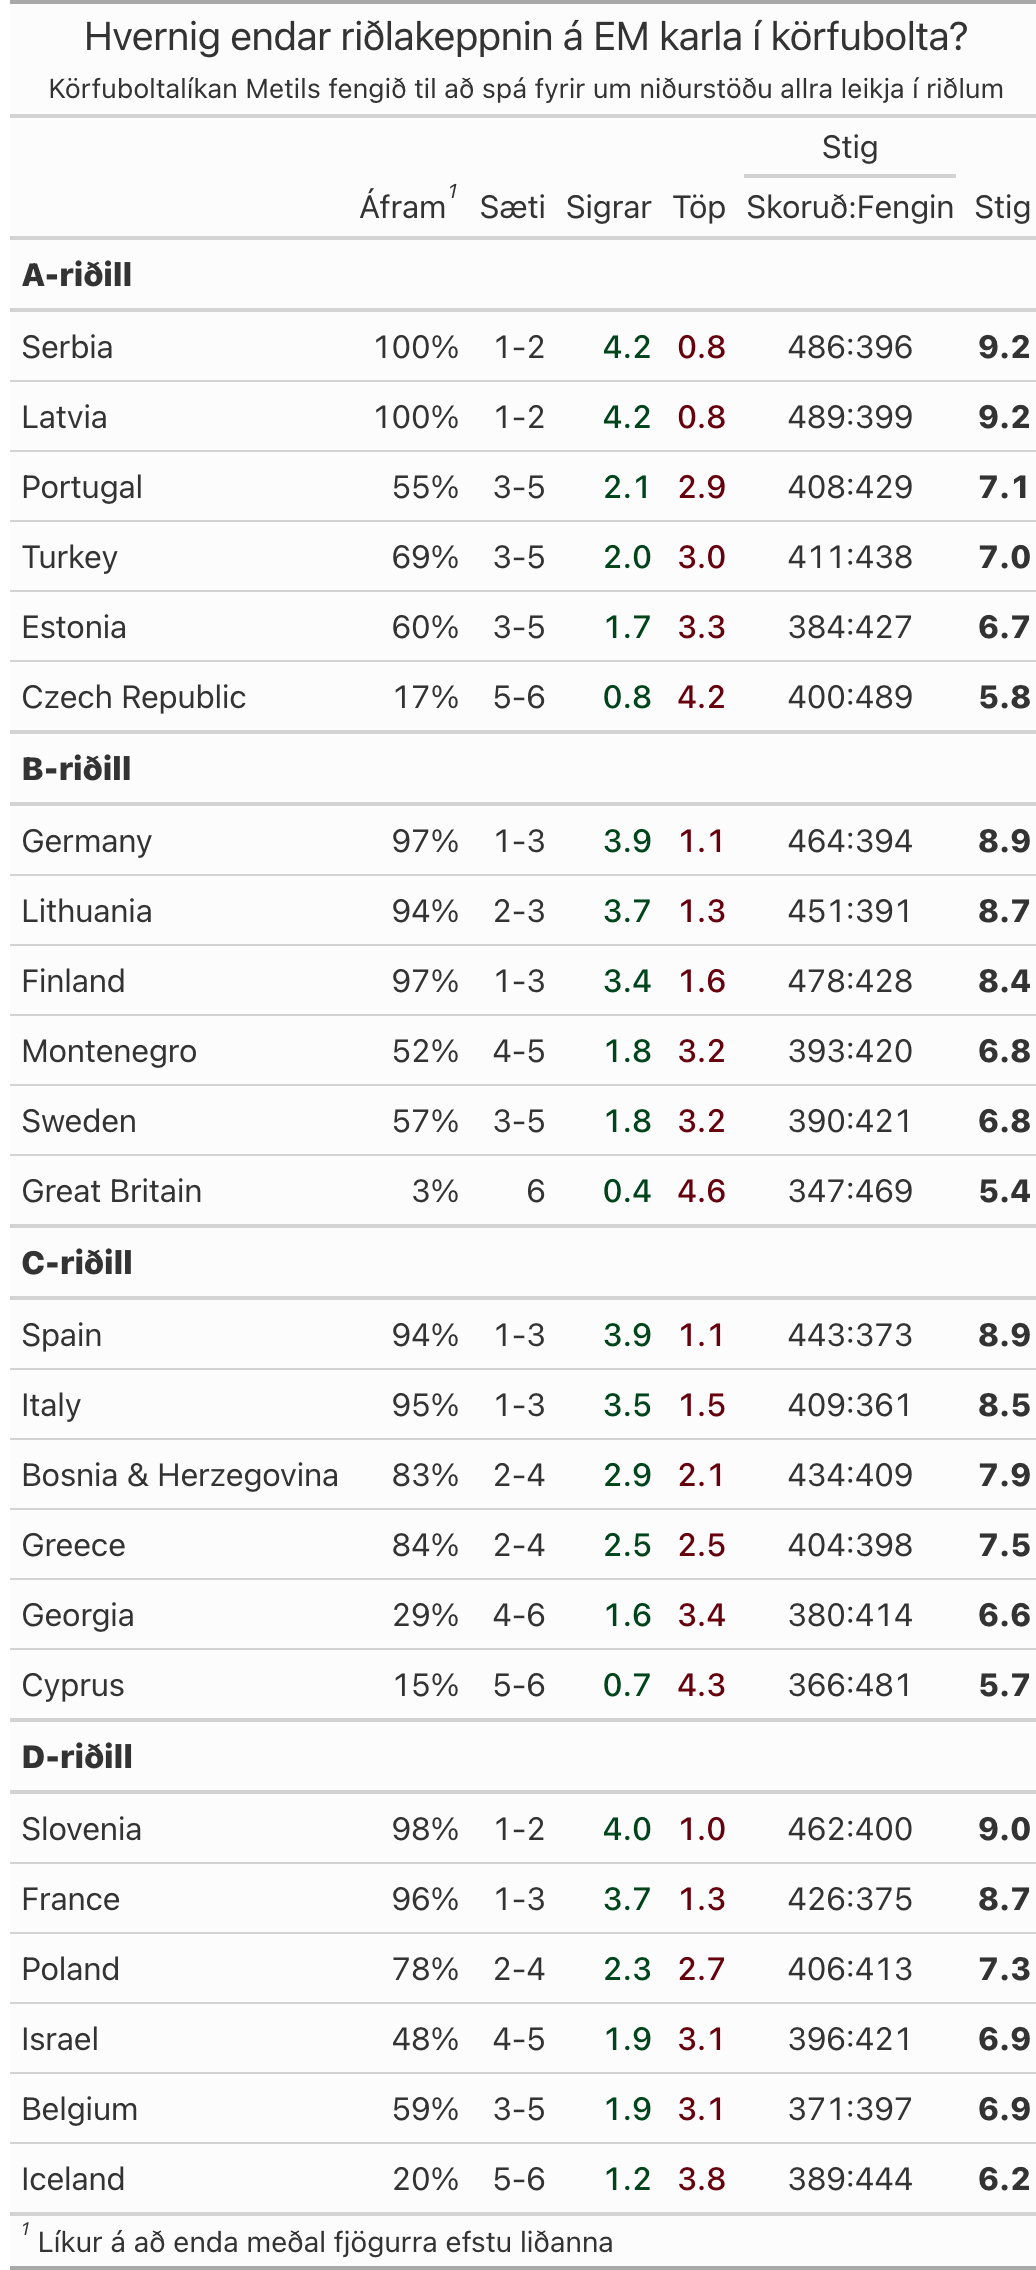 Hvernig endar riðlakeppnin á EM karla í körfubolta?
Körfuboltalíkan Metils fengið til að spá fyrir um niðurstöðu allra leikja í riðlum
Stig
Áfram¹ Sæti Sigrar Töp Skoruð:Fengin Stig
A-riðill
Serbia 100% 1-2 4.2 0.8 486:396 9.2
Latvia 100% 1-2 4.2 0.8 489:399 9.2
Portugal 55% 3-5 2.1 2.9 408:429 7.1
Turkey 69% 3-5 2.0 3.0 411:438 7.0
Estonia 60% 3-5 1.7 3.3 384:427 6.7
Czech Republic 17% 5-6 0.8 4.2 400:489 5.8
B-riðill
Germany 97% 1-3 3.9 1.1 464:394 8.9
Lithuania 94% 2-3 3.7 1.3 451:391 8.7
Finland 97% 1-3 3.4 1.6 478:428 8.4
Montenegro 52% 4-5 1.8 3.2 393:420 6.8
Sweden 57% 3-5 1.8 3.2 390:421 6.8
Great Britain 3% 6 0.4 4.6 347:469 5.4
C-riðill
Spain 94% 1-3 3.9 1.1 443:373 8.9
Italy 95% 1-3 3.5 1.5 409:361 8.5
Bosnia & Herzegovina 83% 2-4 2.9 2.1 434:409 7.9
Greece 84% 2-4 2.5 2.5 404:398 7.5
Georgia 29% 4-6 1.6 3.4 380:414 6.6
Cyprus 15% 5-6 0.7 4.3 366:481 5.7
D-riðill
Slovenia 98% 1-2 4.0 1.0 462:400 9.0
France 96% 1-3 3.7 1.3 426:375 8.7
Poland 78% 2-4 2.3 2.7 406:413 7.3
Israel 48% 4-5 1.9 3.1 396:421 6.9
Belgium 59% 3-5 1.9 3.1 371:397 6.9
Iceland 20% 5-6 1.2 3.8 389:444 6.2
¹ Líkur á að enda meðal fjögurra efstu liðanna